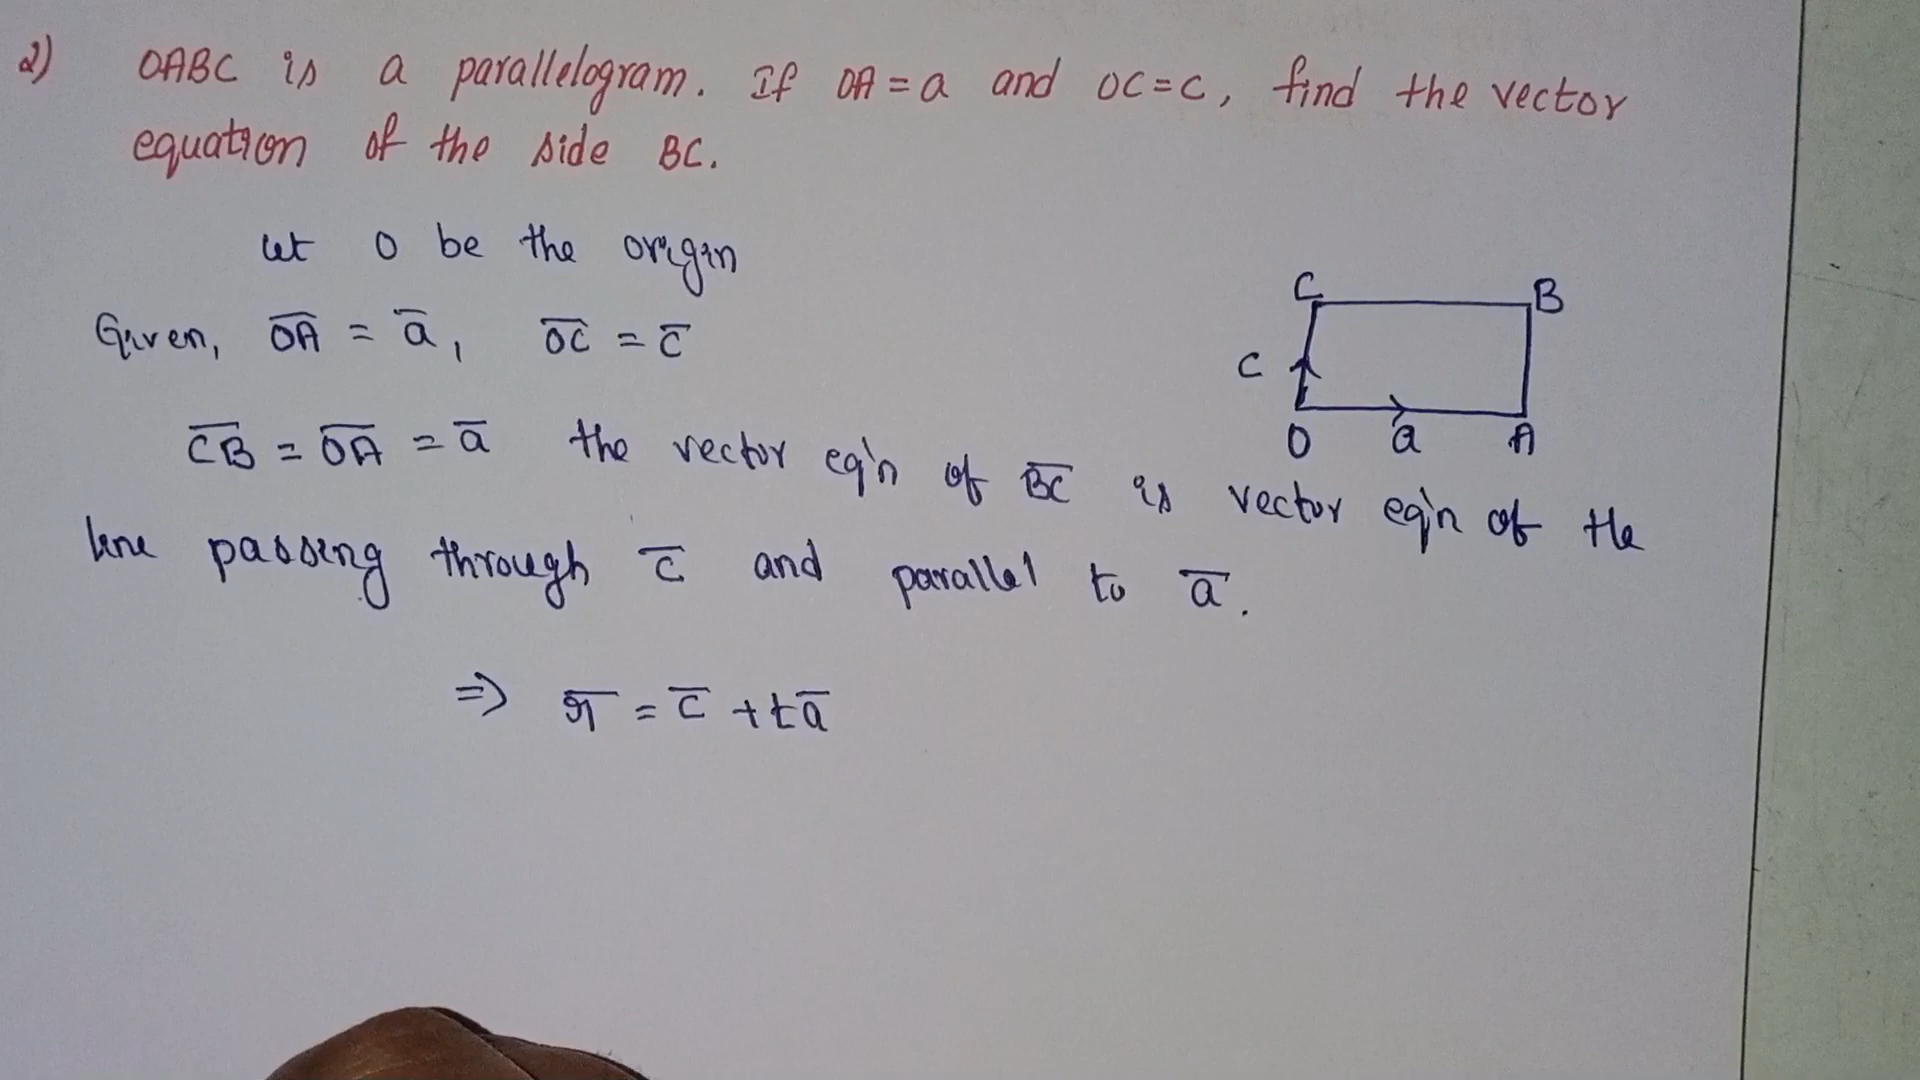 2) OABC is a parallelogram. If OA = a and OC = C, find the vector
equation of the side BC.
let O be the origin
Given, O̅A̅ = a̅, O̅C̅ = c̅
C̅B̅ = O̅A̅ = a̅ the vector eq'n of B̅C̅ is vector eq'n of the
line passing through c̅ and parallel to a̅.
=> r̅ = c̅ + ta̅
C B
C
O a A